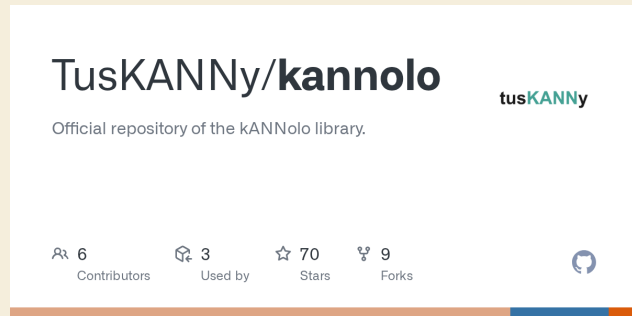 TusKANNy/kannolo
tusKANNy
Official repository of the kANNolo library.
6
Contributors
3
Used by
70
Stars
9
Forks